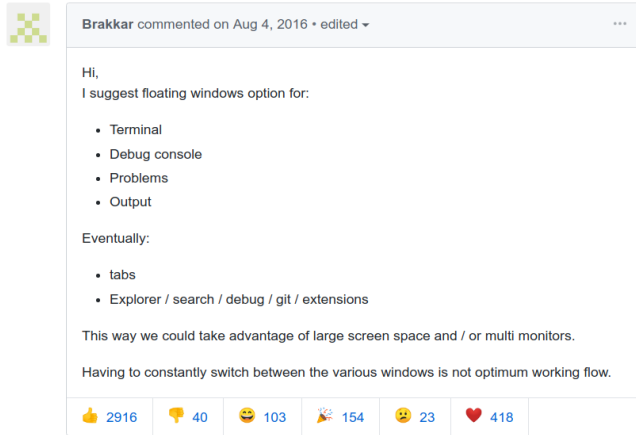 Brakkar commented on Aug 4, 2016 • edited
Hi,
I suggest floating windows option for:
• Terminal
• Debug console
• Problems
• Output
Eventually:
• tabs
• Explorer / search / debug / git / extensions
This way we could take advantage of large screen space and / or multi monitors.
Having to constantly switch between the various windows is not optimum working flow.
👍 2916 👎 40 😄 103 🎉 154 😕 23 ❤️ 418